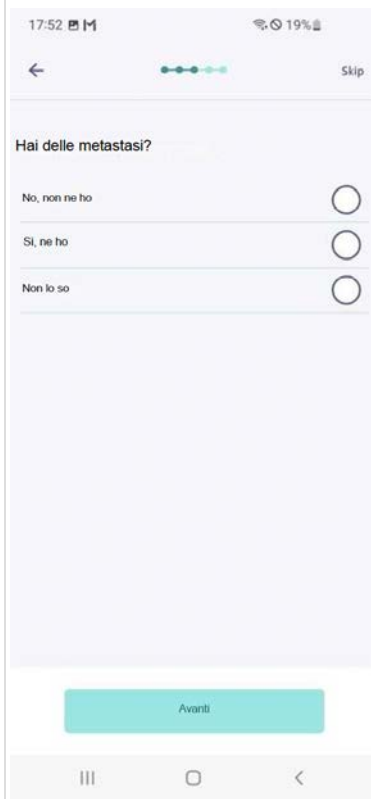 17:52 M 19%
Skip
Hai delle metastasi?
No, non ne ho
Si, ne ho
Non lo so
Avanti